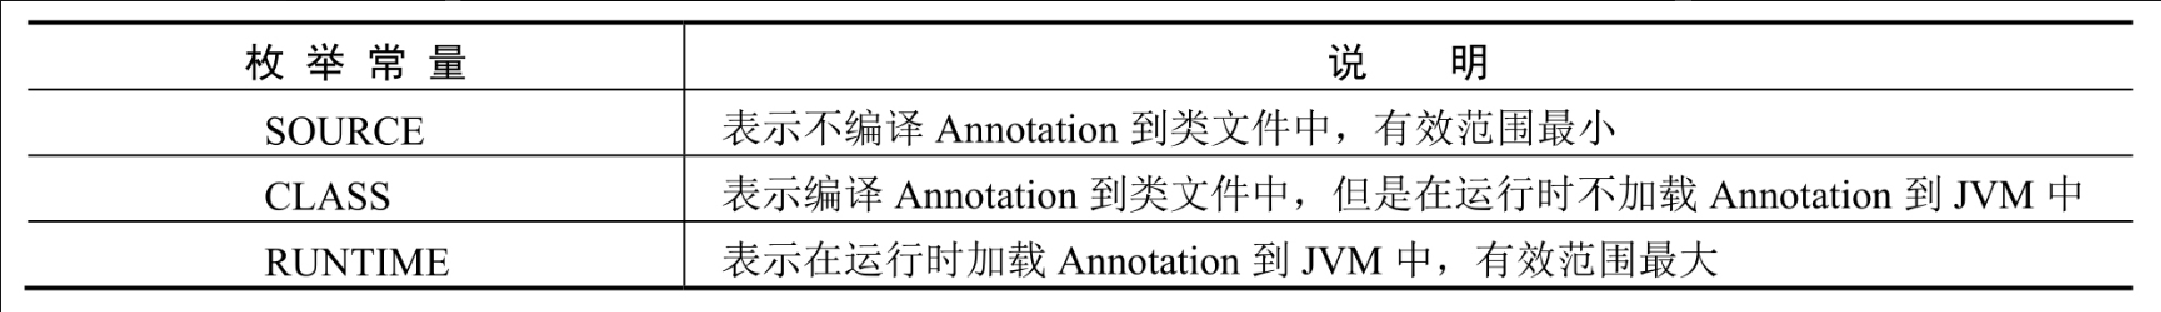 枚举常量 说明
SOURCE 表示不编译 Annotation 到类文件中，有效范围最小
CLASS 表示编译 Annotation 到类文件中，但是在运行时不加载 Annotation 到 JVM 中
RUNTIME 表示在运行时加载 Annotation 到 JVM 中，有效范围最大